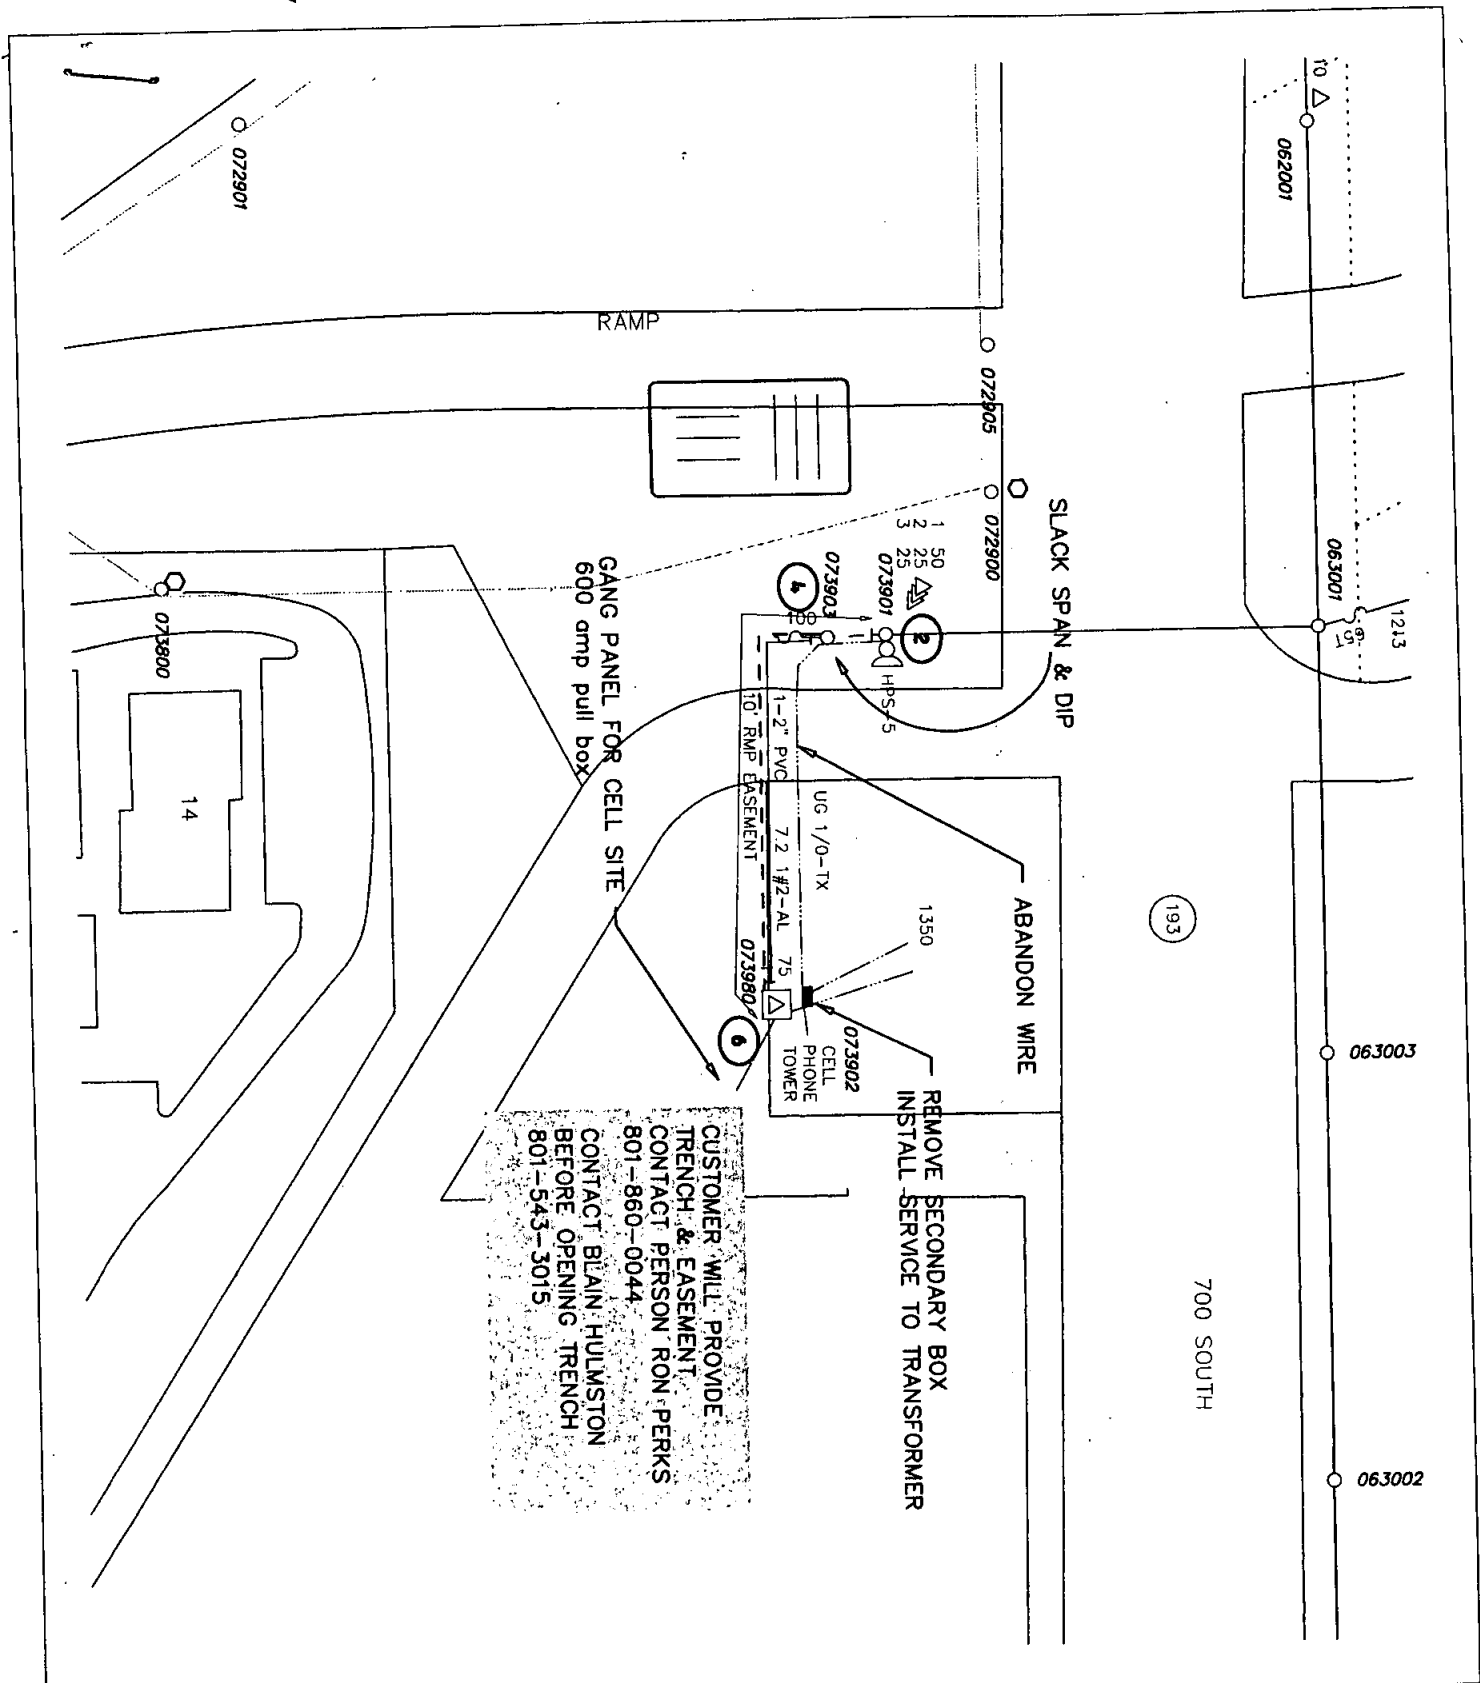 10
062001
072901
RAMP
072905
072900
SLACK SPAN & DIP
063001
1213
65T
1 50
2 25
3 25
073901
2
073903
4
100
HPS-5
GANG PANEL FOR CELL SITE
600 amp pull box
073800
14
1-2" PVC 7.2 1#2-AL 75
10' RMP EASEMENT
UG 1/0-TX
ABANDON WIRE
193
1350
073980
6
073902
CELL
PHONE
TOWER
063003
REMOVE SECONDARY BOX
INSTALL SERVICE TO TRANSFORMER
CUSTOMER WILL PROVIDE
TRENCH & EASEMENT
CONTACT PERSON RON PERKS
801-860-0044
CONTACT BLAIN HULMSTON
BEFORE OPENING TRENCH
801-543-3015
700 SOUTH
063002